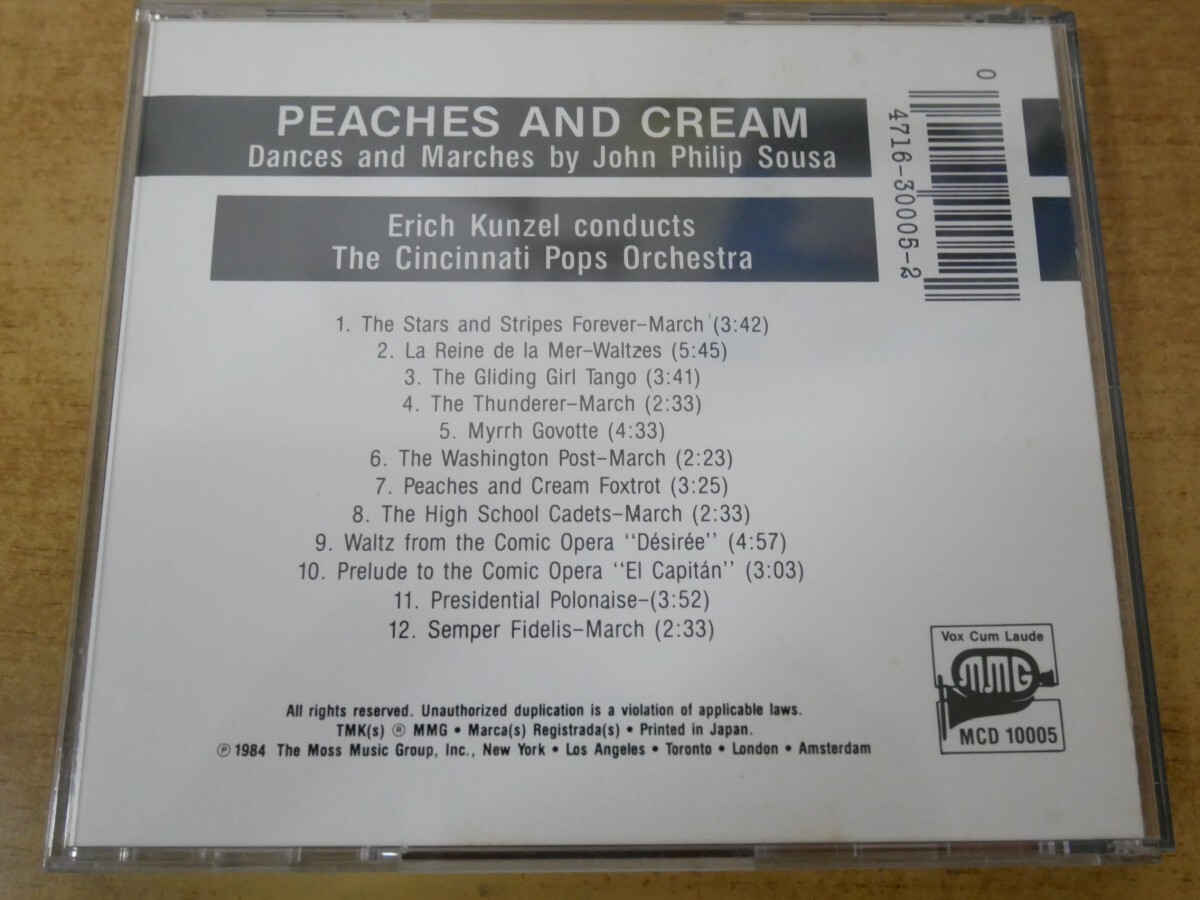 PEACHES AND CREAM
Dances and Marches by John Philip Sousa
Erich Kunzel conducts
The Cincinnati Pops Orchestra
0
4716-30005-2
1. The Stars and Stripes Forever–March (3:42)
2. La Reine de la Mer–Waltzes (5:45)
3. The Gliding Girl Tango (3:41)
4. The Thunderer–March (2:33)
5. Myrrh Govotte (4:33)
6. The Washington Post–March (2:23)
7. Peaches and Cream Foxtrot (3:25)
8. The High School Cadets–March (2:33)
9. Waltz from the Comic Opera "Désirée" (4:57)
10. Prelude to the Comic Opera "El Capitán" (3:03)
11. Presidential Polonaise–(3:52)
12. Semper Fidelis–March (2:33)
Vox Cum Laude
MMG
MCD 10005
All rights reserved. Unauthorized duplication is a violation of applicable laws.
TMK(s) ® MMG • Marca(s) Registrada(s) • Printed in Japan.
℗ 1984 The Moss Music Group, Inc., New York • Los Angeles • Toronto • London • Amsterdam